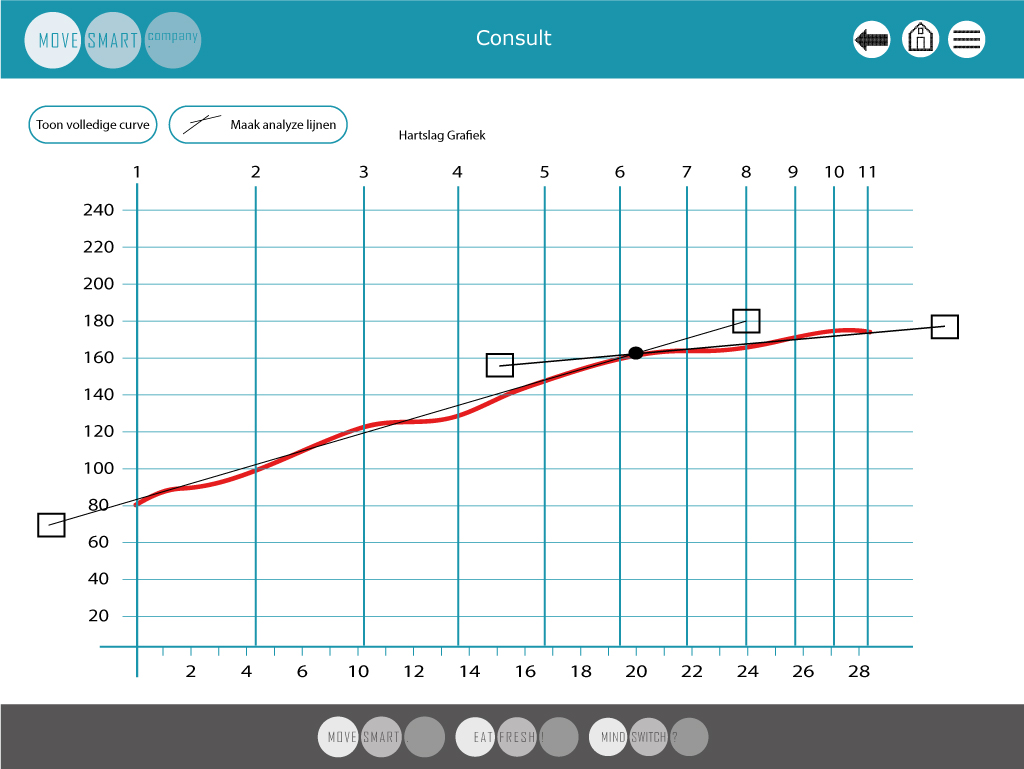 MOVE SMART company
Consult
Toon volledige curve
Maak analyze lijnen
Hartslag Grafiek
1 2 3 4 5 6 7 8 9 10 11
240
220
200
180
160
140
120
100
80
60
40
20
2 4 6 8 10 12 14 16 18 20 22 24 26 28
MOVE SMART EAT FRESH ! MIND SWITCH ?